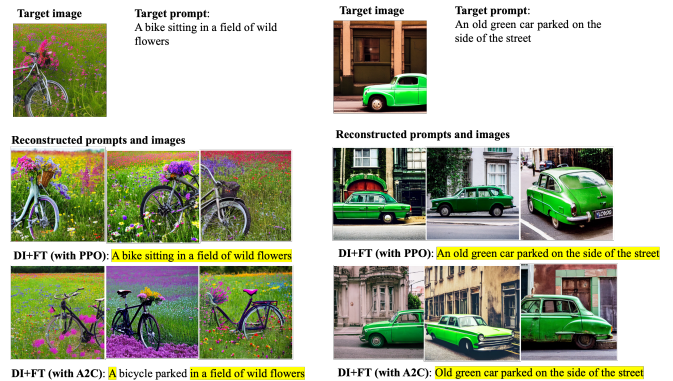 Target image
Target prompt:
A bike sitting in a field of wild
flowers
Reconstructed prompts and images
DI+FT (with PPO): A bike sitting in a field of wild flowers
DI+FT (with A2C): A bicycle parked in a field of wild flowers
Target image
Target prompt:
An old green car parked on the
side of the street
Reconstructed prompts and images
DI+FT (with PPO): An old green car parked on the side of the street
DI+FT (with A2C): Old green car parked on the side of the street